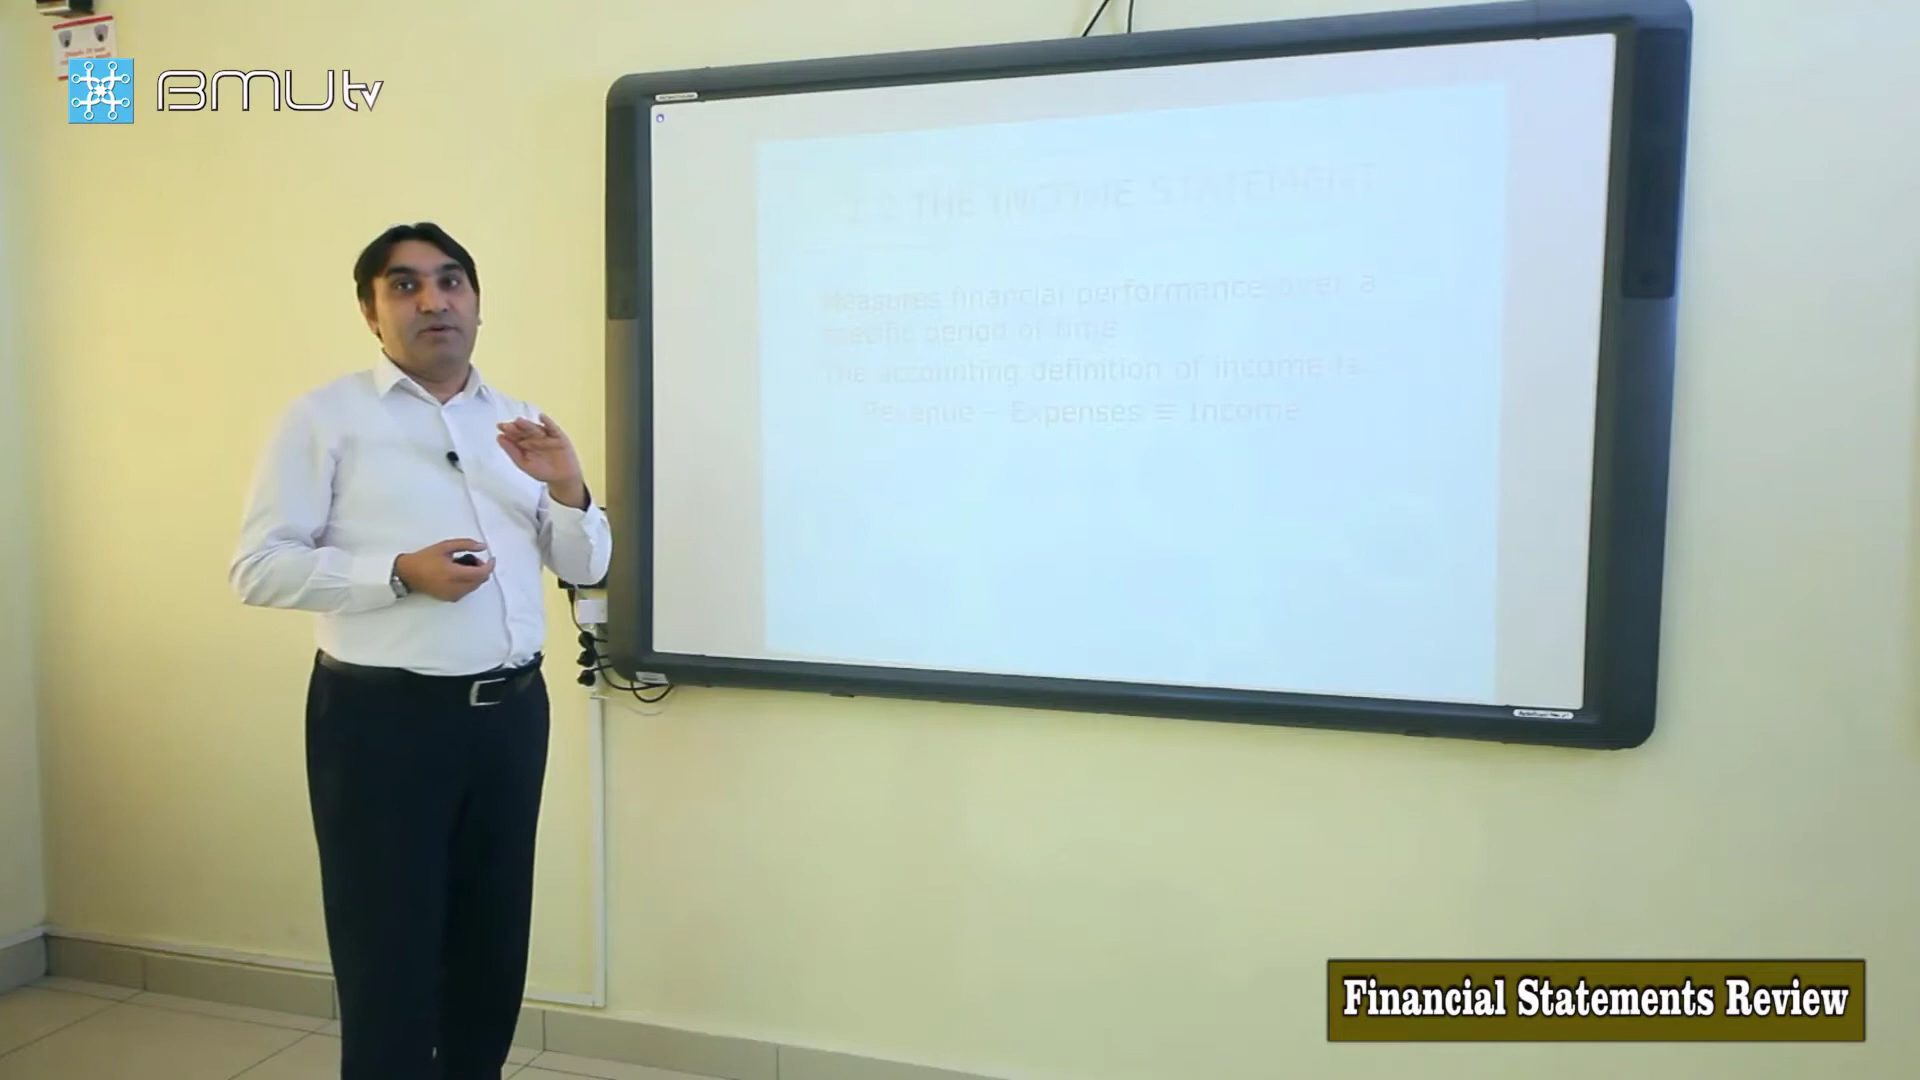 BMUtv
2.2 THE INCOME STATEMENT
Measures financial performance over a
specific period of time
The accounting definition of income is
Revenue – Expenses ≡ Income
Financial Statements Review